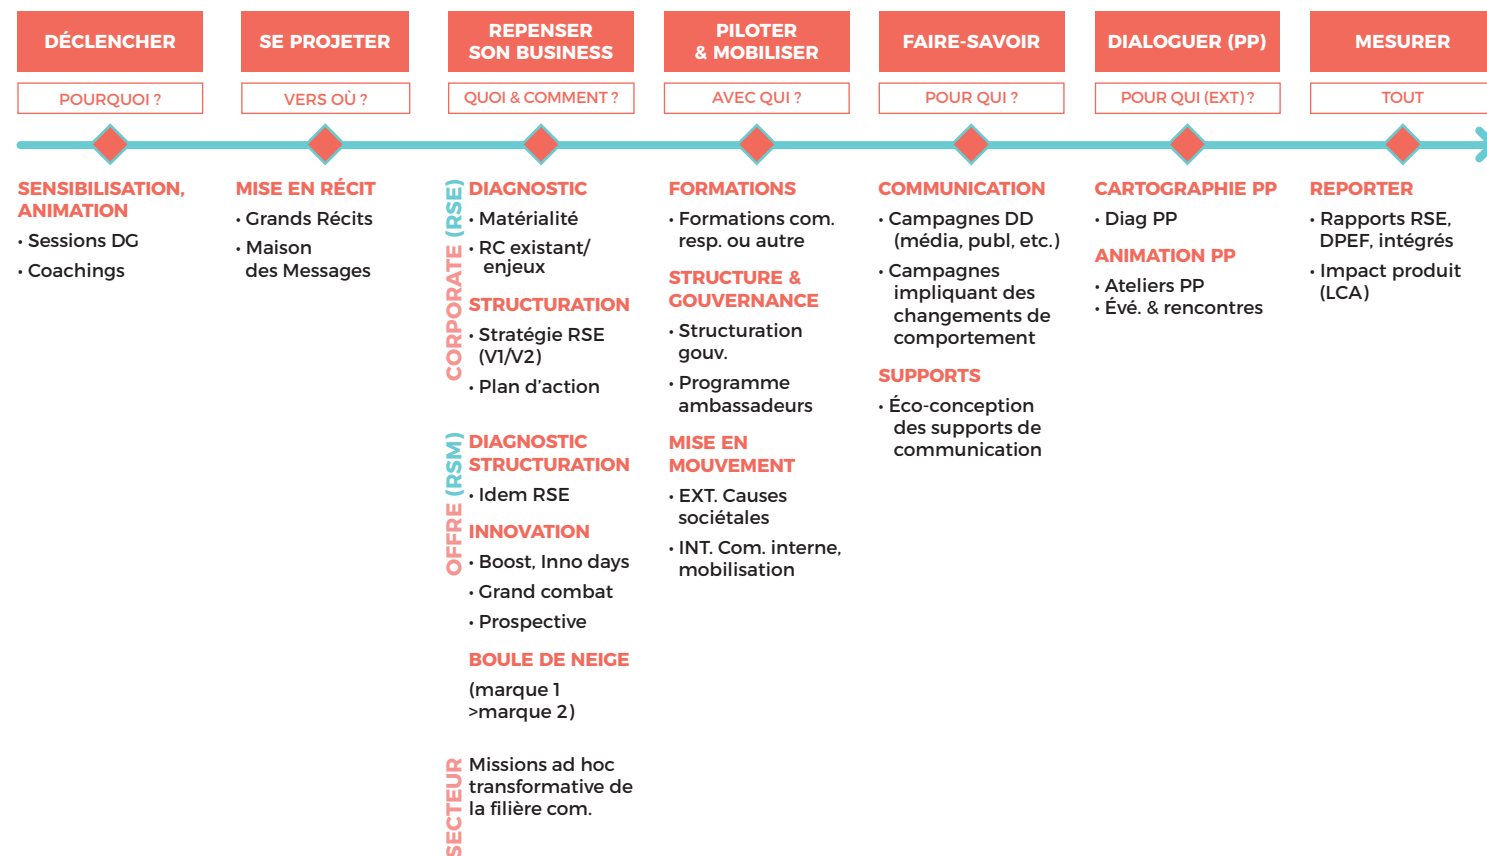 DÉCLENCHER
POURQUOI ?
SENSIBILISATION,
ANIMATION
• Sessions DG
• Coachings
SE PROJETER
VERS OÙ ?
MISE EN RÉCIT
• Grands Récits
• Maison
des Messages
REPENSER
SON BUSINESS
QUOI & COMMENT ?
CORPORATE (RSE)
DIAGNOSTIC
• Matérialité
• RC existant/
enjeux
STRUCTURATION
• Stratégie RSE
(V1/V2)
• Plan d’action
OFFRE (RSM)
DIAGNOSTIC
STRUCTURATION
• Idem RSE
INNOVATION
• Boost, Inno days
• Grand combat
• Prospective
BOULE DE NEIGE
(marque 1
>marque 2)
SECTEUR
Missions ad hoc
transformative de
la filière com.
PILOTER
& MOBILISER
AVEC QUI ?
FORMATIONS
• Formations com.
resp. ou autre
STRUCTURE &
GOUVERNANCE
• Structuration
gouv.
• Programme
ambassadeurs
MISE EN
MOUVEMENT
• EXT. Causes
sociétales
• INT. Com. interne,
mobilisation
FAIRE-SAVOIR
POUR QUI ?
COMMUNICATION
• Campagnes DD
(média, publ, etc.)
• Campagnes
impliquant des
changements de
comportement
SUPPORTS
• Éco-conception
des supports de
communication
DIALOGUER (PP)
POUR QUI (EXT) ?
CARTOGRAPHIE PP
• Diag PP
ANIMATION PP
• Ateliers PP
• Évé. & rencontres
MESURER
TOUT
REPORTER
• Rapports RSE,
DPEF, intégrés
• Impact produit
(LCA)